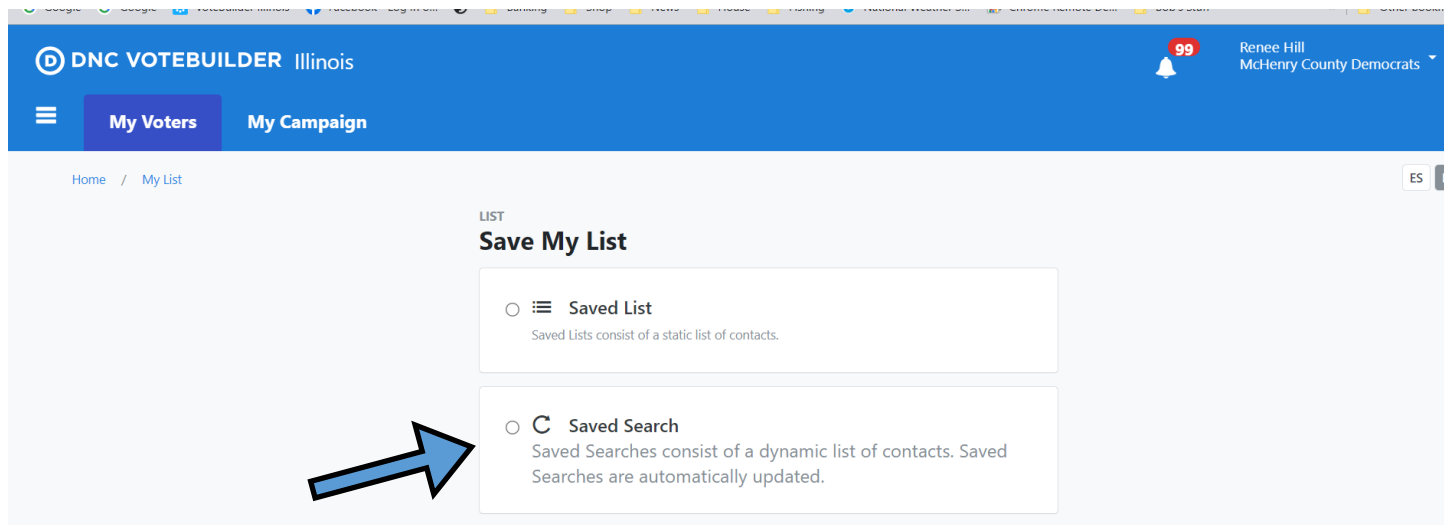 DNC VOTEBUILDER Illinois
99
Renee Hill
McHenry County Democrats
My Voters My Campaign
Home / My List
ES
LIST
Save My List
Saved List
Saved Lists consist of a static list of contacts.
Saved Search
Saved Searches consist of a dynamic list of contacts. Saved
Searches are automatically updated.